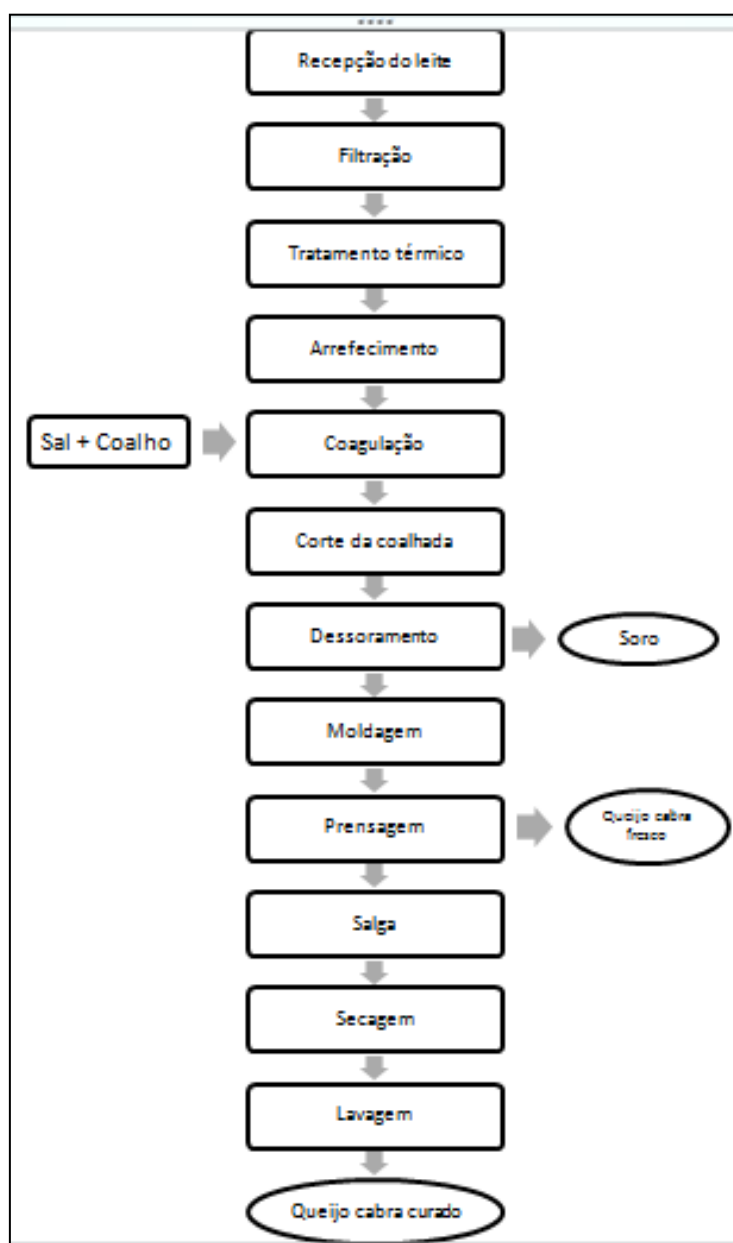 Recepção do leite
Filtração
Tratamento térmico
Arrefecimento
Sal + Coalho
Coagulação
Corte da coalhada
Dessoramento
Soro
Moldagem
Prensagem
Queijo cabra
fresco
Salga
Secagem
Lavagem
Queijo cabra curado